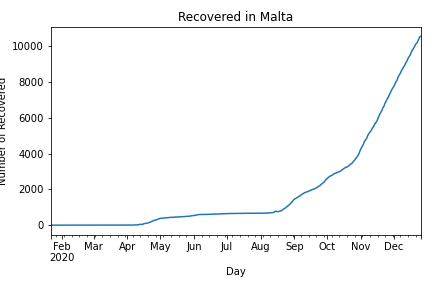 Recovered in Malta
Number of Recovered
10000
8000
6000
4000
2000
0
Feb Mar Apr May Jun Jul Aug Sep Oct Nov Dec
2020
Day